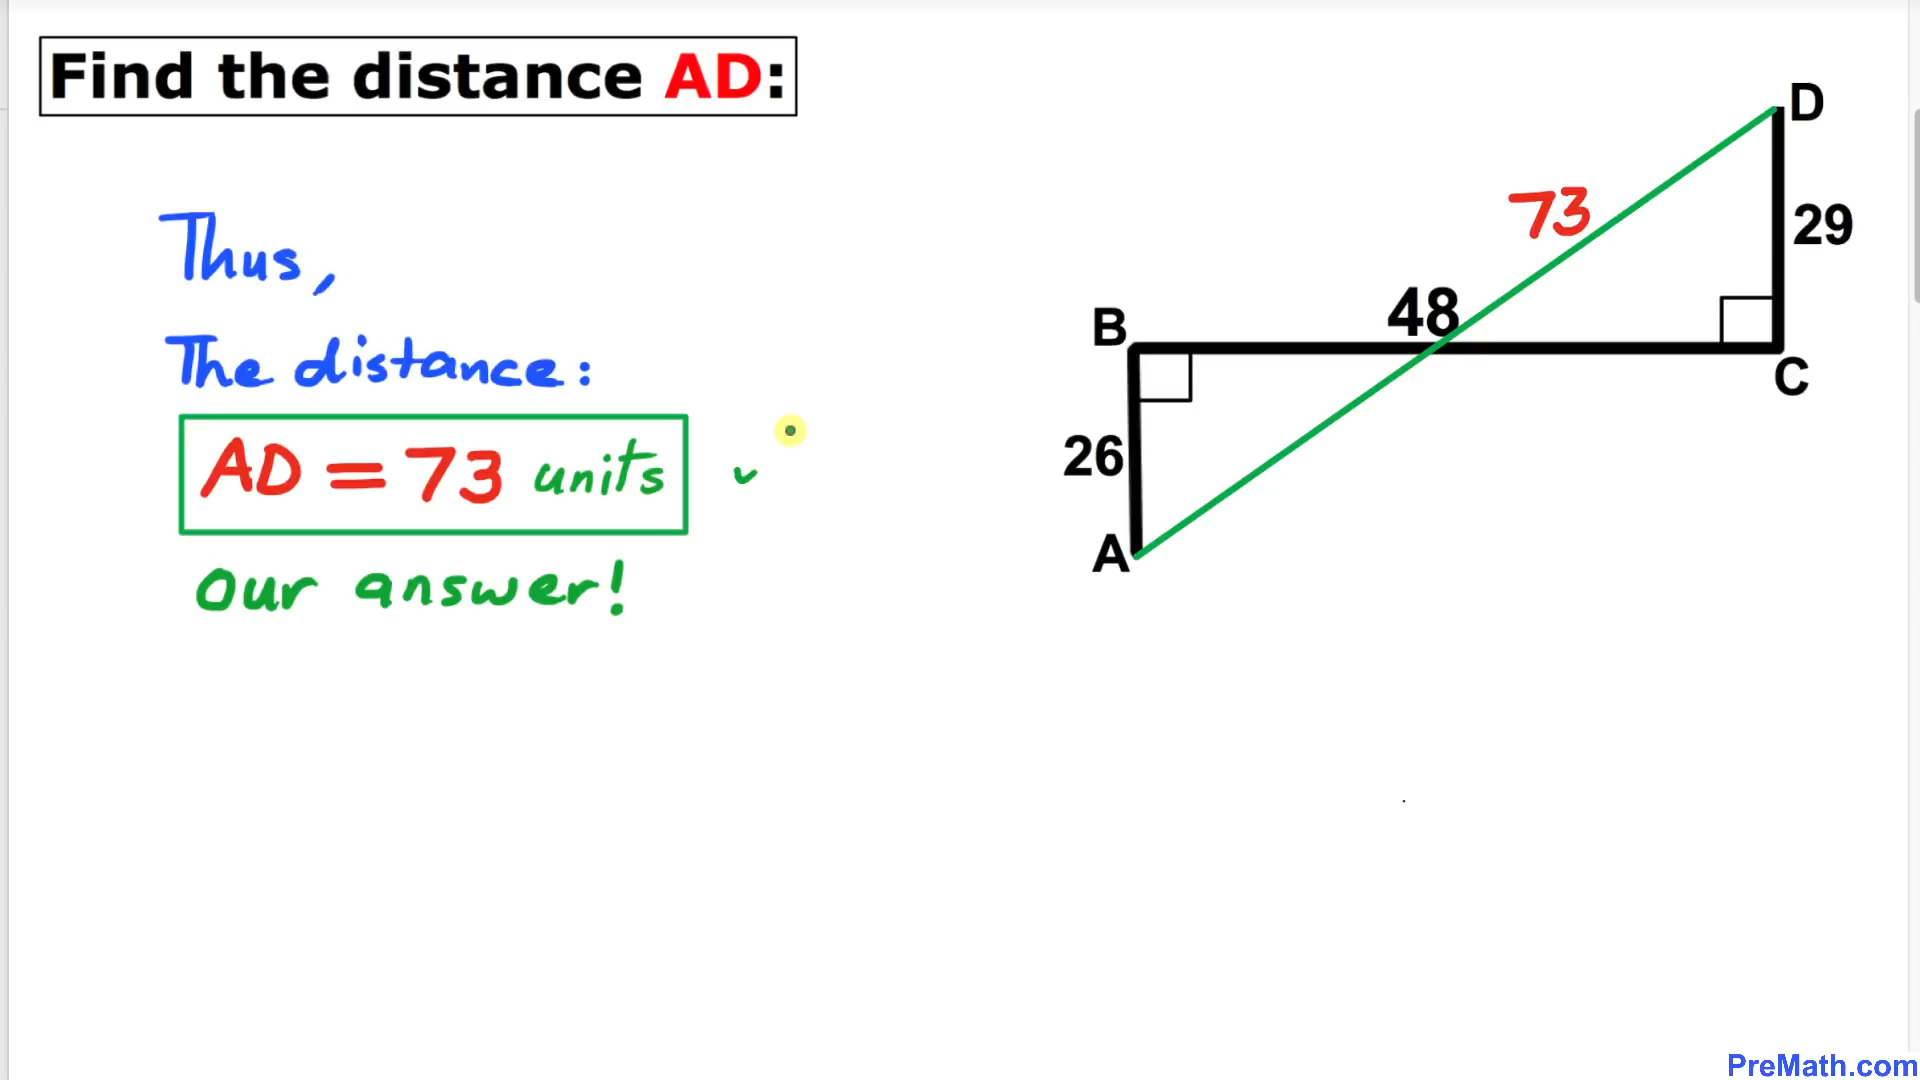 Find the distance AD:
Thus,
The distance:
AD = 73 units
our answer!
D
73
29
48
B
C
26
A
PreMath.com